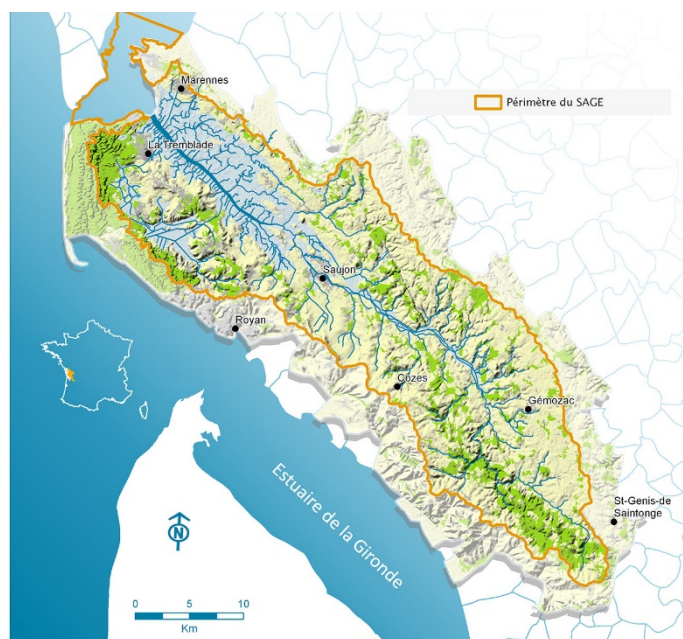 Marennes
Périmètre du SAGE
La Tremblade
Saujon
Royan
Cozes
Gémozac
St-Genis-de
Saintonge
Estuaire de la Gironde
N
0 5 10
Km